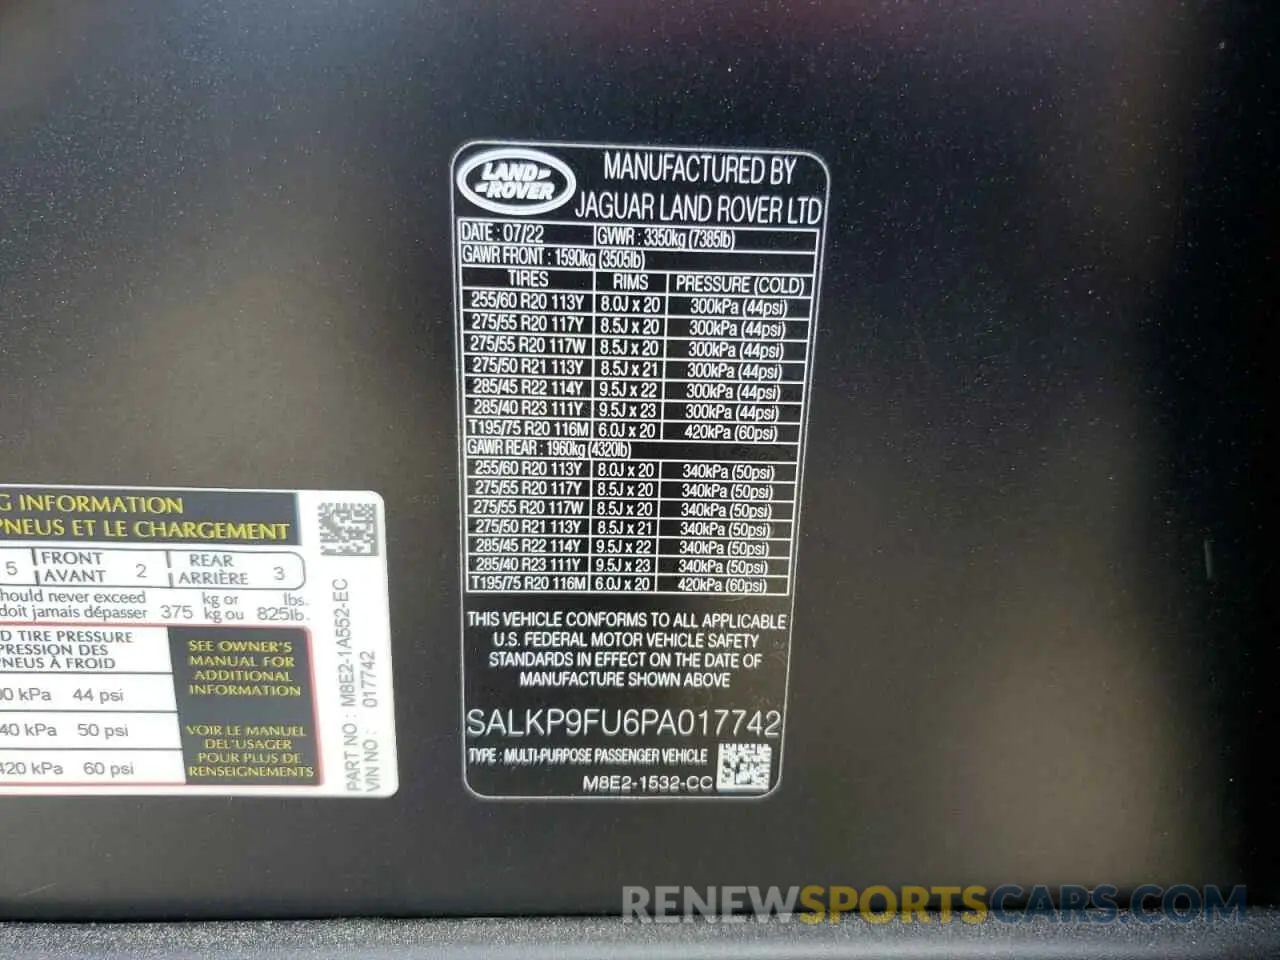 G INFORMATION
PNEUS ET LE CHARGEMENT
5 FRONT AVANT 2 REAR ARRIÈRE 3
hould never exceed kg or lbs.
doit jamais dépasser 375 kg ou 825lb.
D TIRE PRESSURE
PRESSION DES
NEUS À FROID
00 kPa 44 psi
40 kPa 50 psi
420 kPa 60 psi
SEE OWNER'S
MANUAL FOR
ADDITIONAL
INFORMATION
VOIR LE MANUEL
DE L'USAGER
POUR PLUS DE
RENSEIGNEMENTS
PART NO : M8E2-1A552-EC
VIN NO : 017742
LAND ROVER
MANUFACTURED BY
JAGUAR LAND ROVER LTD
DATE : 07/22 GVWR : 3350kg (7385lb)
GAWR FRONT : 1590kg (3505lb)
TIRES RIMS PRESSURE (COLD)
255/60 R20 113Y 8.0J x 20 300kPa (44psi)
275/55 R20 117Y 8.5J x 20 300kPa (44psi)
275/55 R20 117W 8.5J x 20 300kPa (44psi)
275/50 R21 113Y 8.5J x 21 300kPa (44psi)
285/45 R22 114Y 9.5J x 22 300kPa (44psi)
285/40 R23 111Y 9.5J x 23 300kPa (44psi)
T195/75 R20 116M 6.0J x 20 420kPa (60psi)
GAWR REAR : 1960kg (4320lb)
255/60 R20 113Y 8.0J x 20 340kPa (50psi)
275/55 R20 117Y 8.5J x 20 340kPa (50psi)
275/55 R20 117W 8.5J x 20 340kPa (50psi)
275/50 R21 113Y 8.5J x 21 340kPa (50psi)
285/45 R22 114Y 9.5J x 22 340kPa (50psi)
285/40 R23 111Y 9.5J x 23 340kPa (50psi)
T195/75 R20 116M 6.0J x 20 420kPa (60psi)
THIS VEHICLE CONFORMS TO ALL APPLICABLE
U.S. FEDERAL MOTOR VEHICLE SAFETY
STANDARDS IN EFFECT ON THE DATE OF
MANUFACTURE SHOWN ABOVE
SALKP9FU6PA017742
TYPE : MULTI-PURPOSE PASSENGER VEHICLE
M8E2-1532-CC
RENEWSPORTSCARS.COM